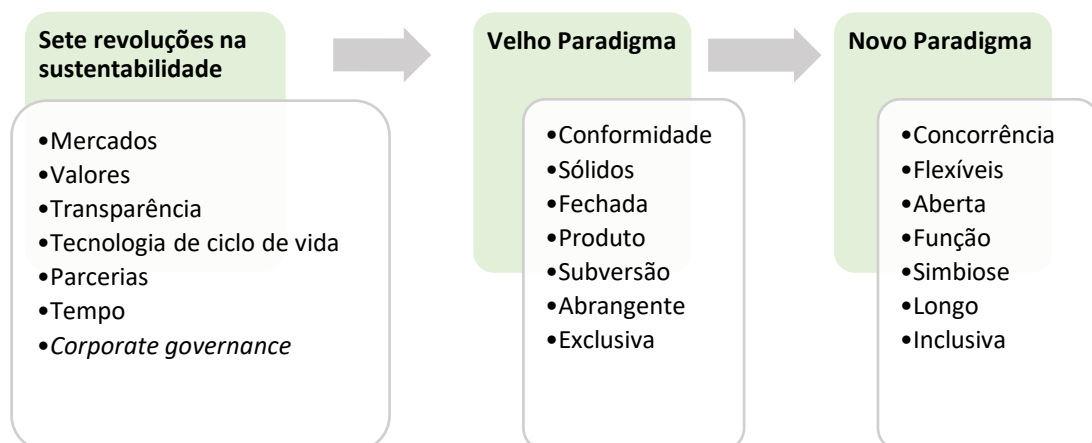 Sete revoluções na
sustentabilidade
•Mercados
•Valores
•Transparência
•Tecnologia de ciclo de vida
•Parcerias
•Tempo
•Corporate governance
Velho Paradigma
•Conformidade
•Sólidos
•Fechada
•Produto
•Subversão
•Abrangente
•Exclusiva
Novo Paradigma
•Concorrência
•Flexíveis
•Aberta
•Função
•Simbiose
•Longo
•Inclusiva